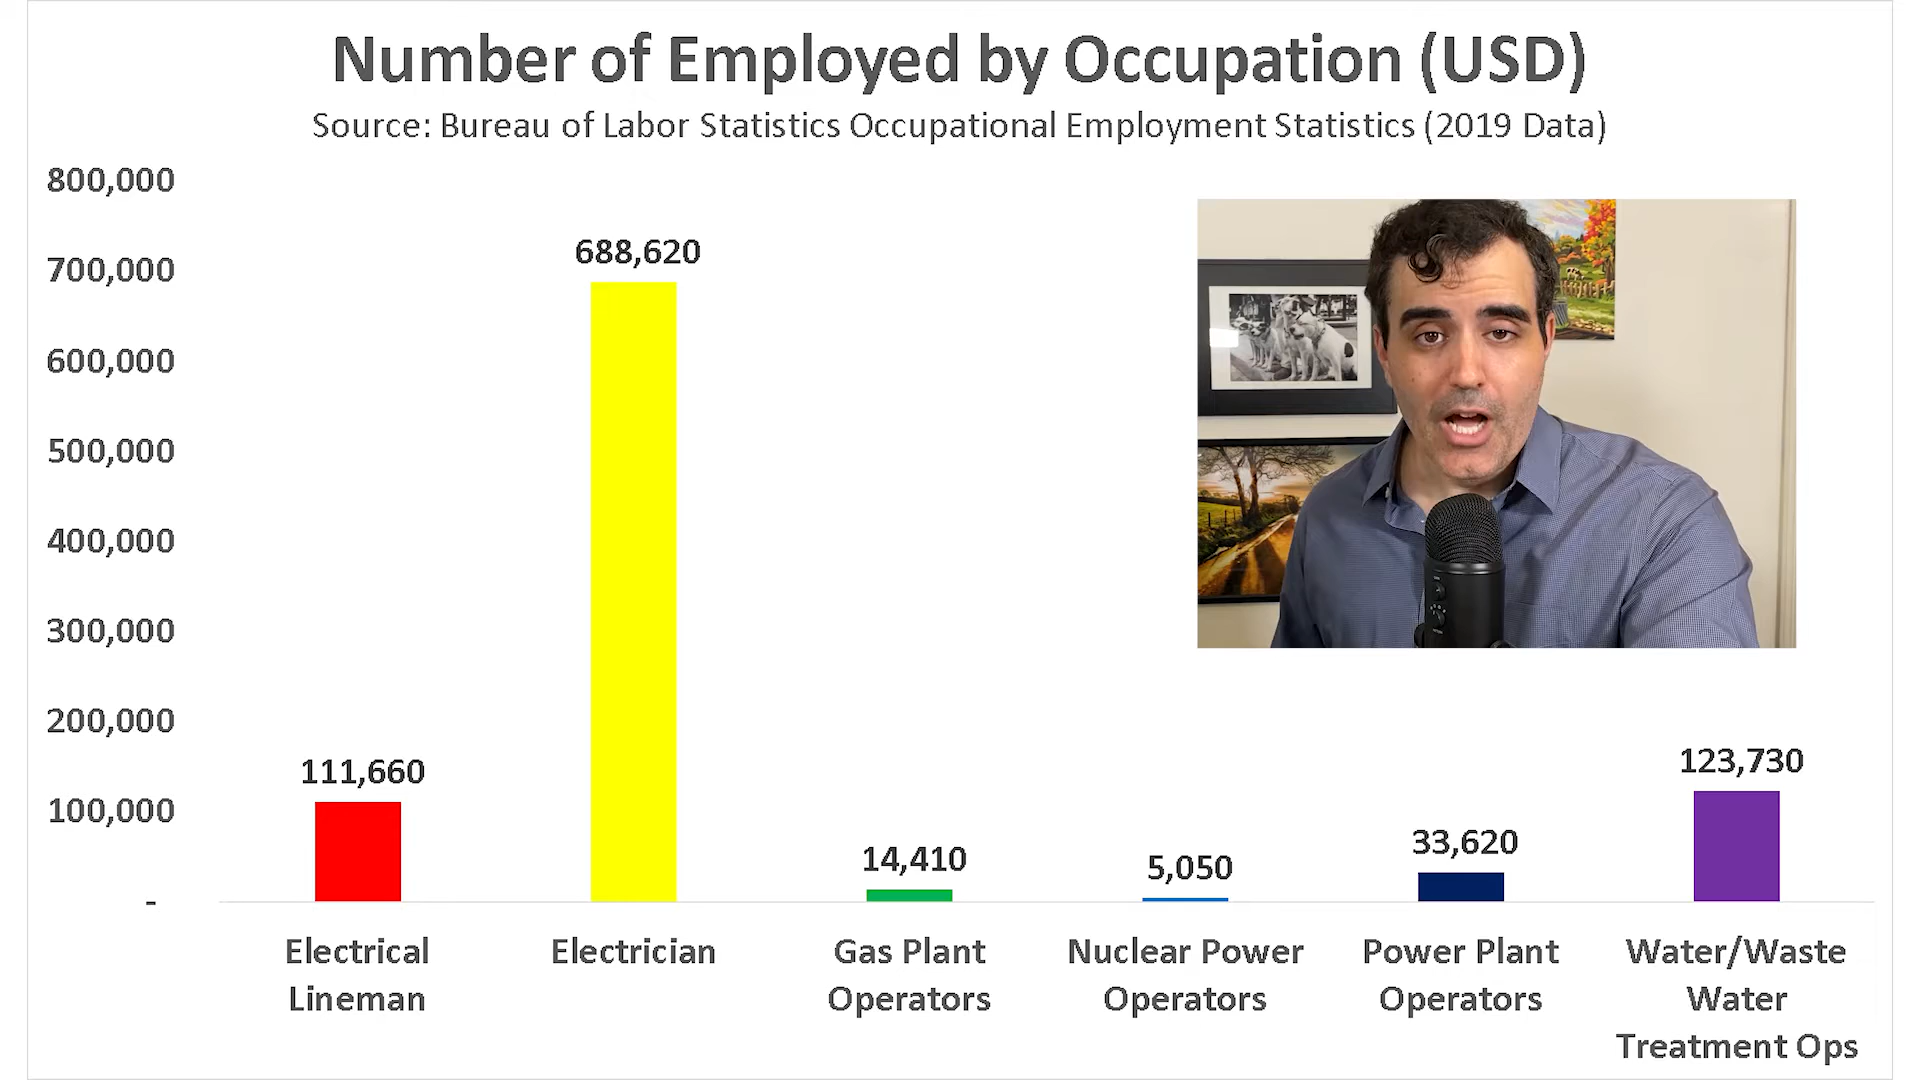 Number of Employed by Occupation (USD)
Source: Bureau of Labor Statistics Occupational Employment Statistics (2019 Data)
800,000
700,000
600,000
500,000
400,000
300,000
200,000
100,000
-
111,660
688,620
14,410
5,050
33,620
123,730
Electrical
Lineman
Electrician
Gas Plant
Operators
Nuclear Power
Operators
Power Plant
Operators
Water/Waste
Water
Treatment Ops